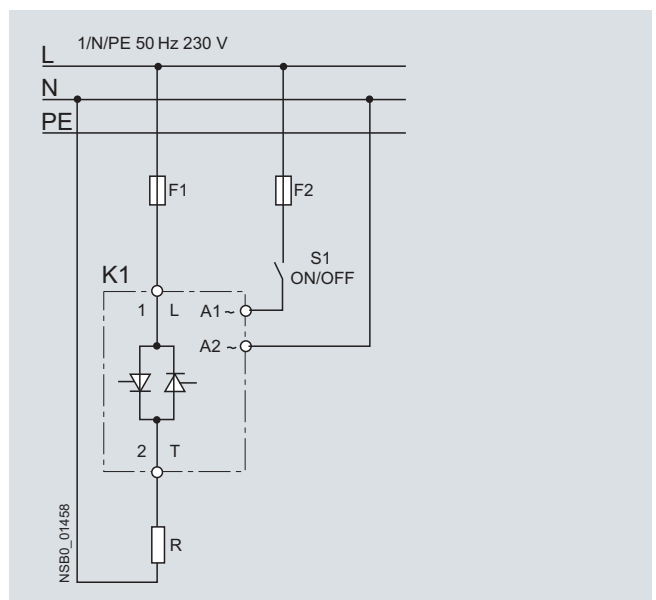 1/N/PE 50 Hz 230 V
L
N
PE
F1
F2
S1
ON/OFF
K1
1 L
A1 ~
A2 ~
2 T
R
NSB0_01458